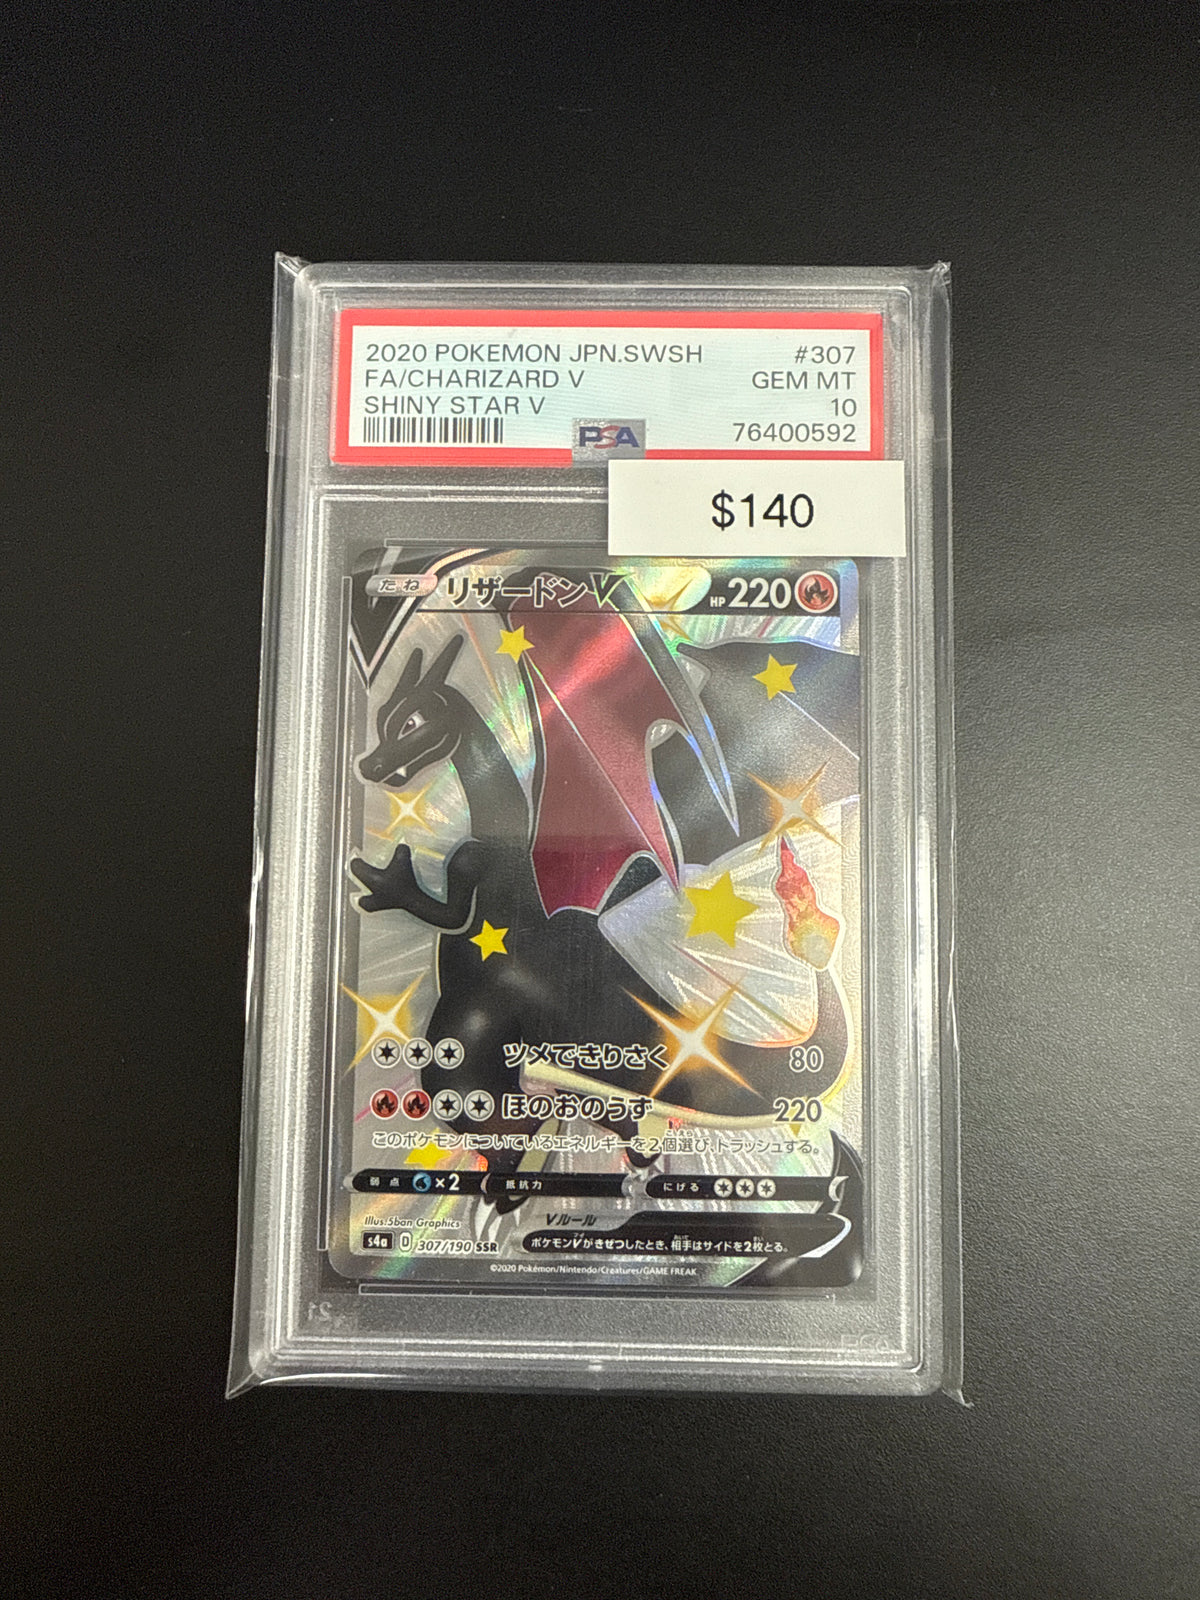 2020 POKEMON JPN.SWSH #307
FA/CHARIZARD V GEM MT
SHINY STAR V 10
PSA 76400592
$140
たね リザードンV HP 220
ツメできりさく 80
ほのおのうず 220
このポケモンについているエネルギーを2個選び、トラッシュする。
弱点 ×2 抵抗力 にげる
Illus.5ban Graphics
Vルール
s4a D 307/190 SSR
ポケモンVがきぜつしたとき、相手はサイドを2枚とる。
©2020 Pokémon/Nintendo/Creatures/GAME FREAK